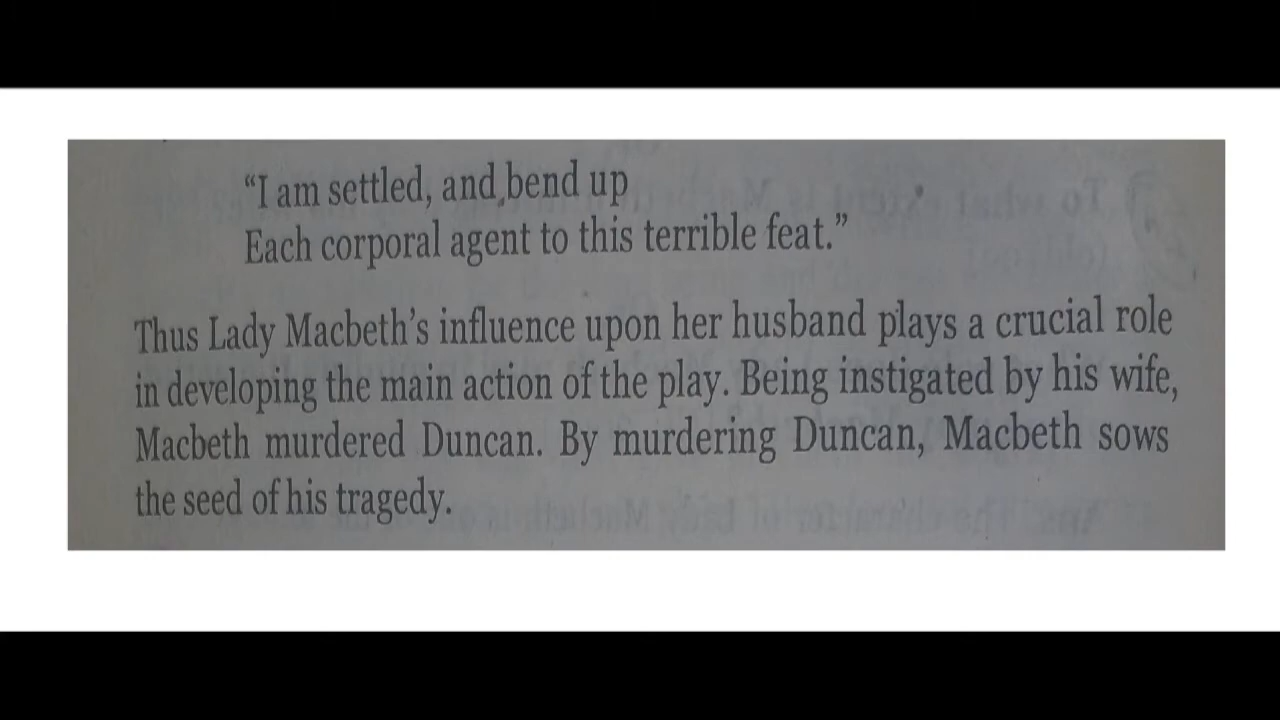 “I am settled, and bend up
Each corporal agent to this terrible feat.”
Thus Lady Macbeth’s influence upon her husband plays a crucial role
in developing the main action of the play. Being instigated by his wife,
Macbeth murdered Duncan. By murdering Duncan, Macbeth sows
the seed of his tragedy.